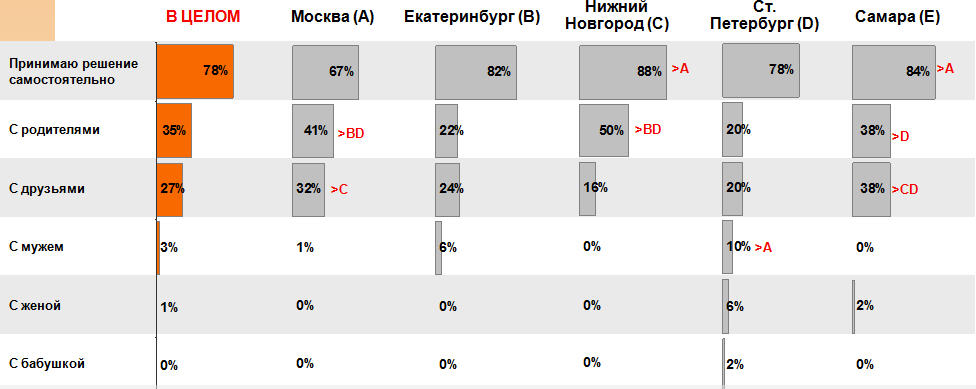 В ЦЕЛОМ Москва (A) Екатеринбург (B) Нижний Новгород (C) Ст. Петербург (D) Самара (E)
Принимаю решение самостоятельно 78% 67% 82% 88% >A 78% 84% >A
С родителями 35% 41% >BD 22% 50% >BD 20% 38% >D
С друзьями 27% 32% >C 24% 16% 20% 38% >CD
С мужем 3% 1% 6% 0% 10% >A 0%
С женой 1% 0% 0% 0% 6% 2%
С бабушкой 0% 0% 0% 0% 2% 0%